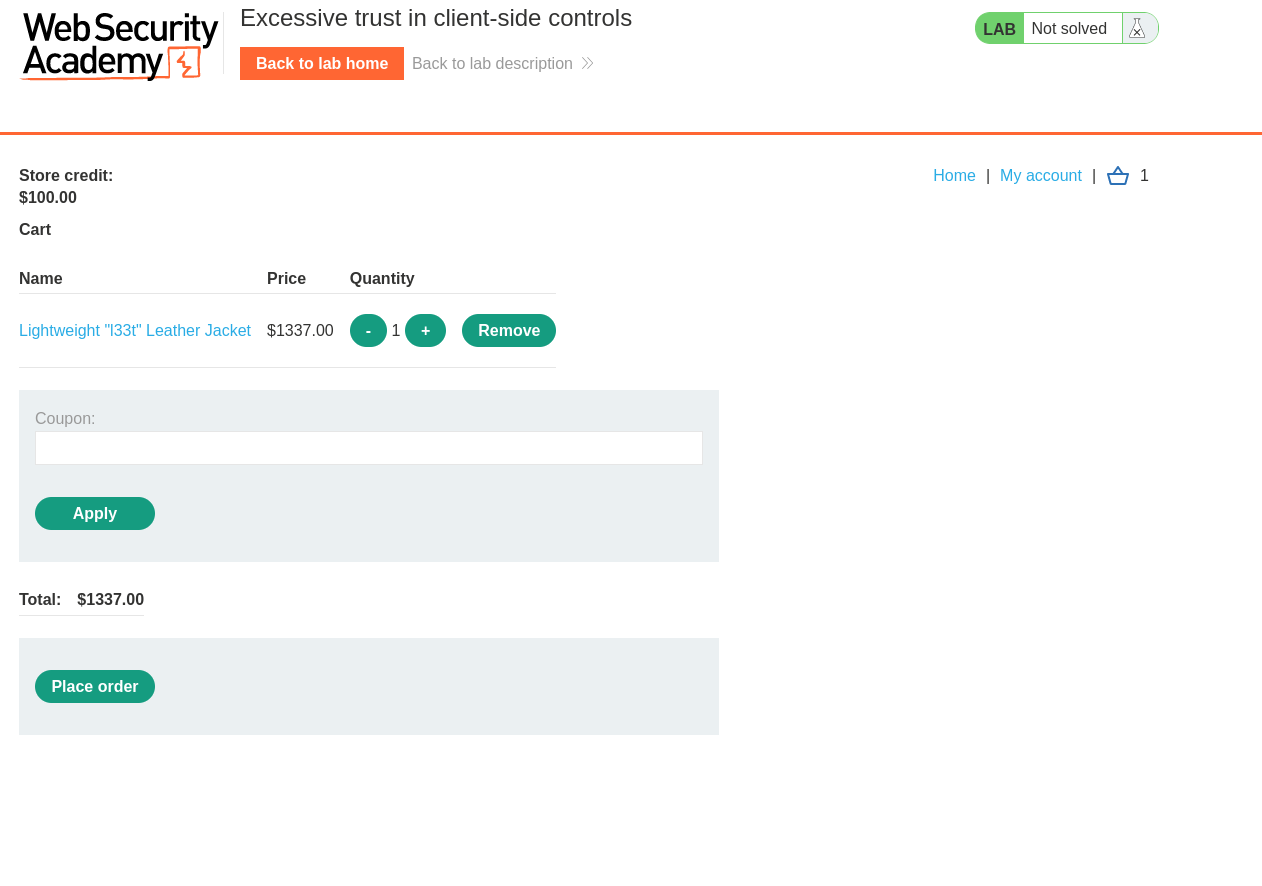 Web Security
Academy
Excessive trust in client-side controls
Back to lab home
Back to lab description
LAB
Not solved
Store credit:
$100.00
Home | My account | 1
Cart
Name Price Quantity
Lightweight "l33t" Leather Jacket $1337.00 - 1 + Remove
Coupon:
Apply
Total: $1337.00
Place order